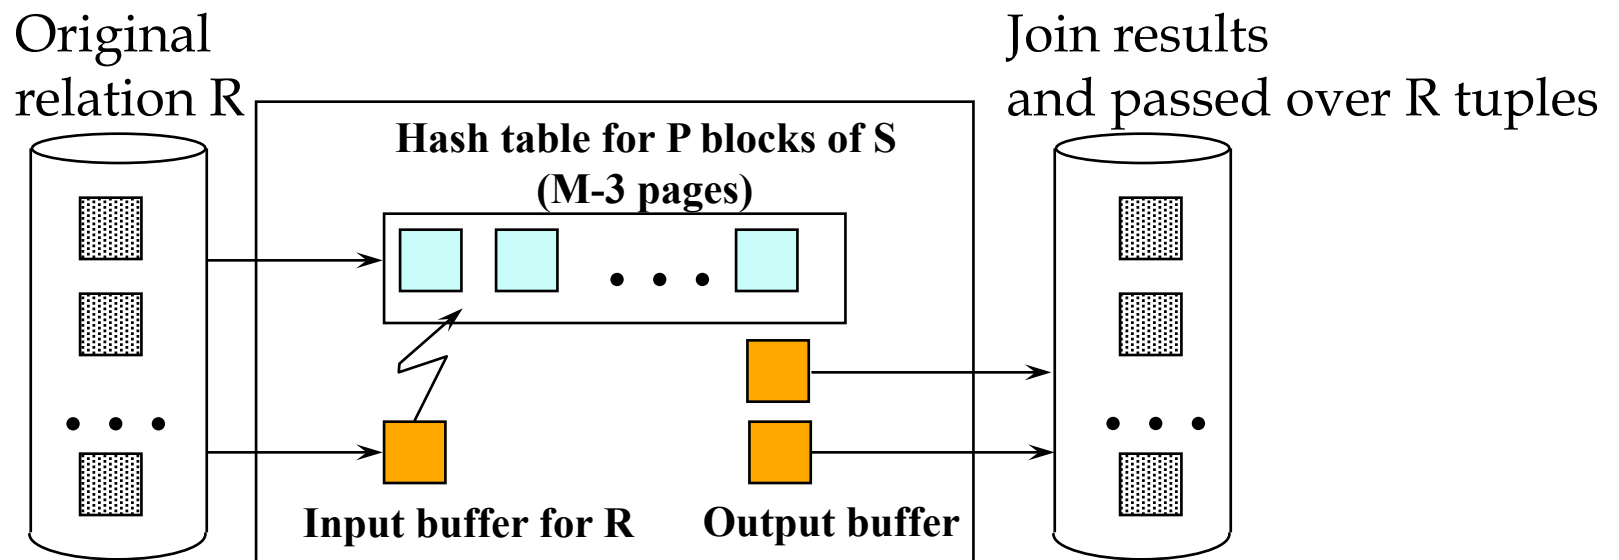 Original
relation R
Join results
and passed over R tuples
Hash table for P blocks of S
(M-3 pages)
Input buffer for R
Output buffer